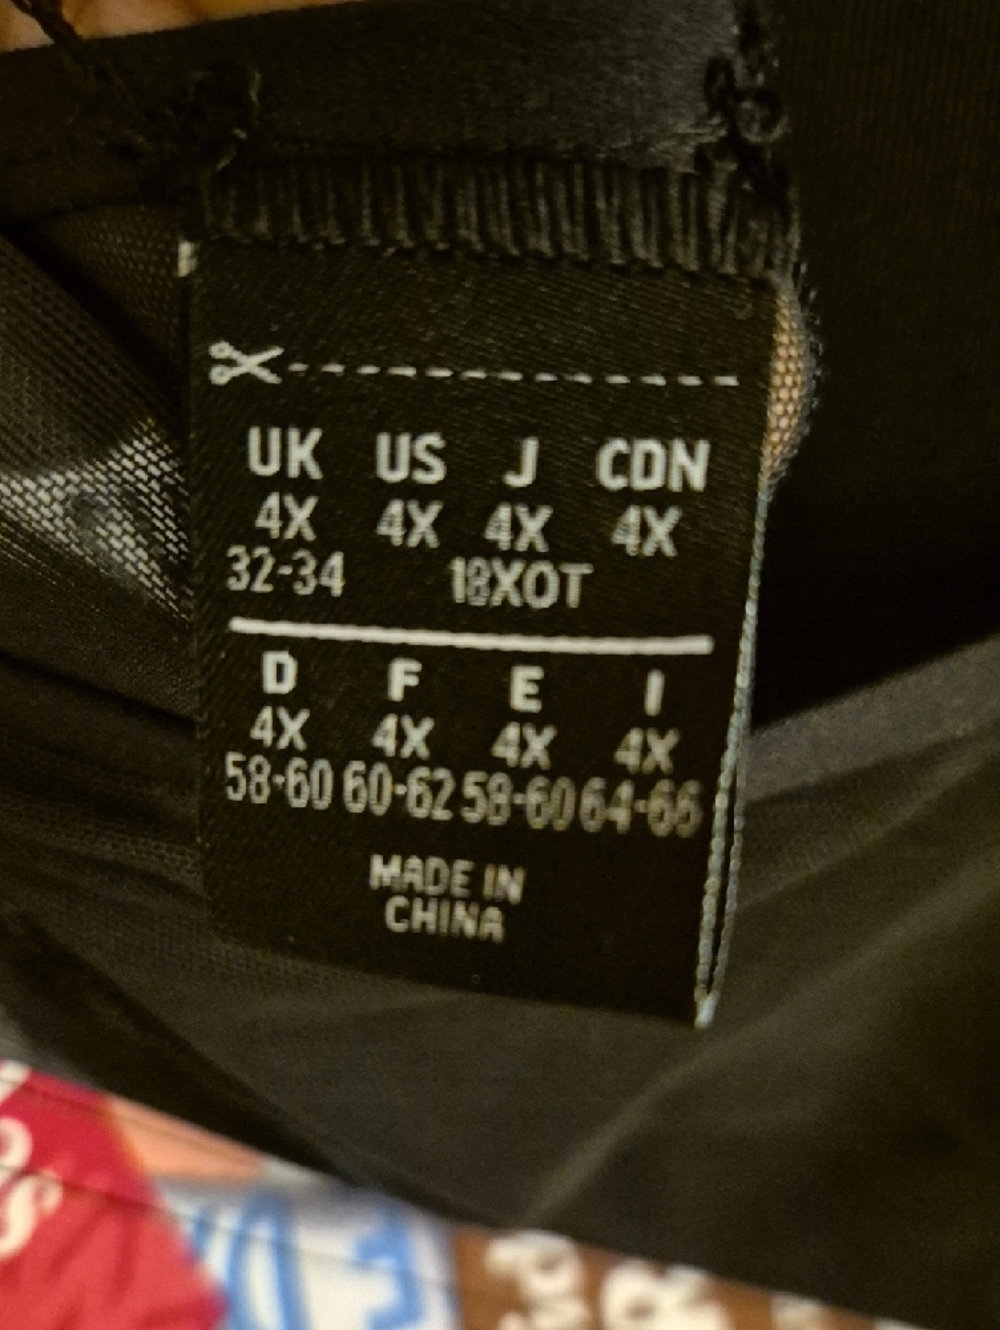 UK US J CDN
4X 4X 4X 4X
32-34 18XOT
D F E I
4X 4X 4X 4X
58-60 60-62 58-60 64-66
MADE IN
CHINA